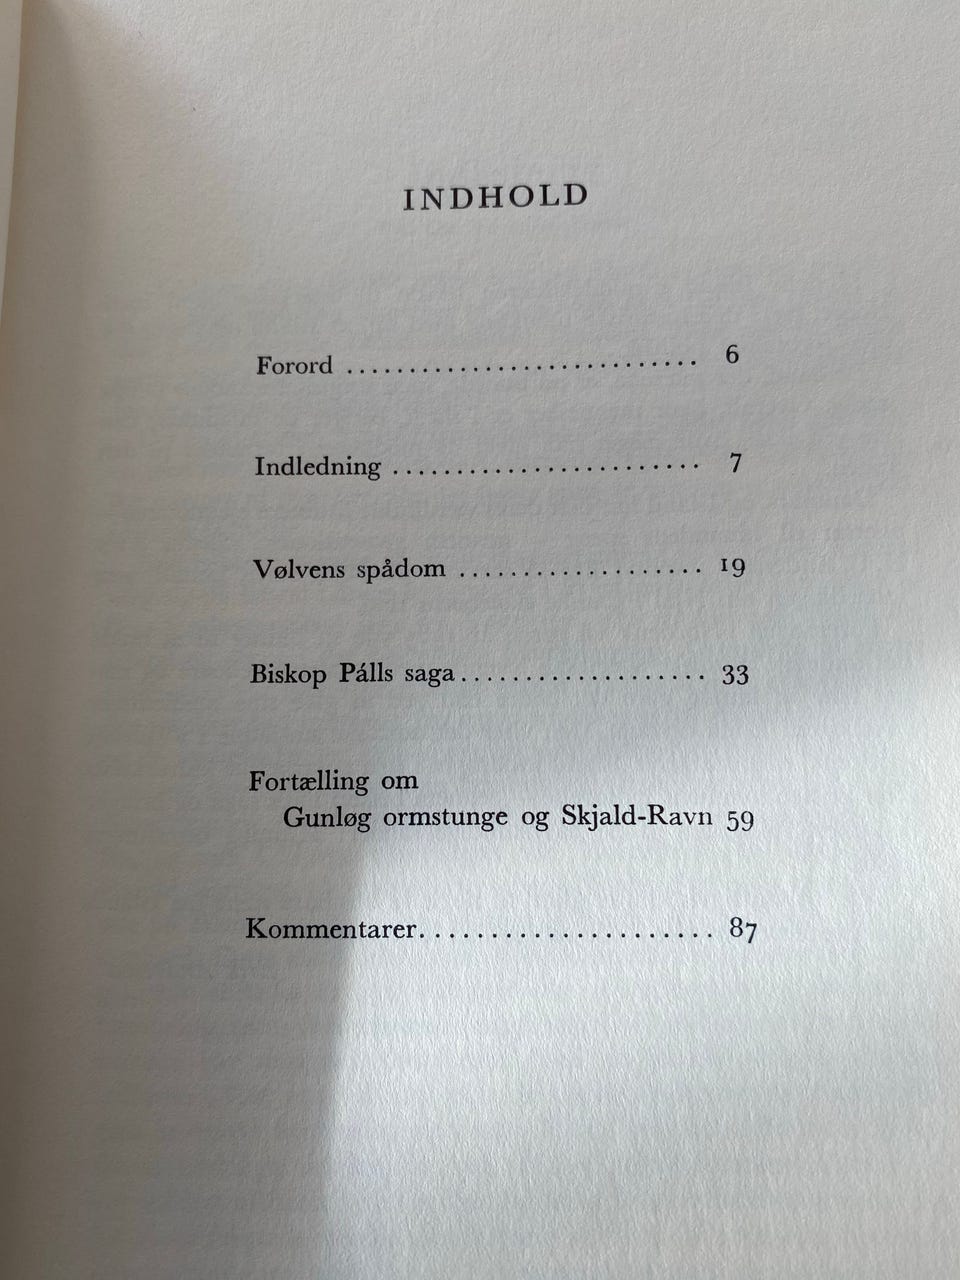 INDHOLD
Forord ............................ 6
Indledning ........................ 7
Vølvens spådom ................... 19
Biskop Pálls saga ................... 33
Fortælling om
Gunløg ormstunge og Skjald-Ravn 59
Kommentarer. ...................... 87